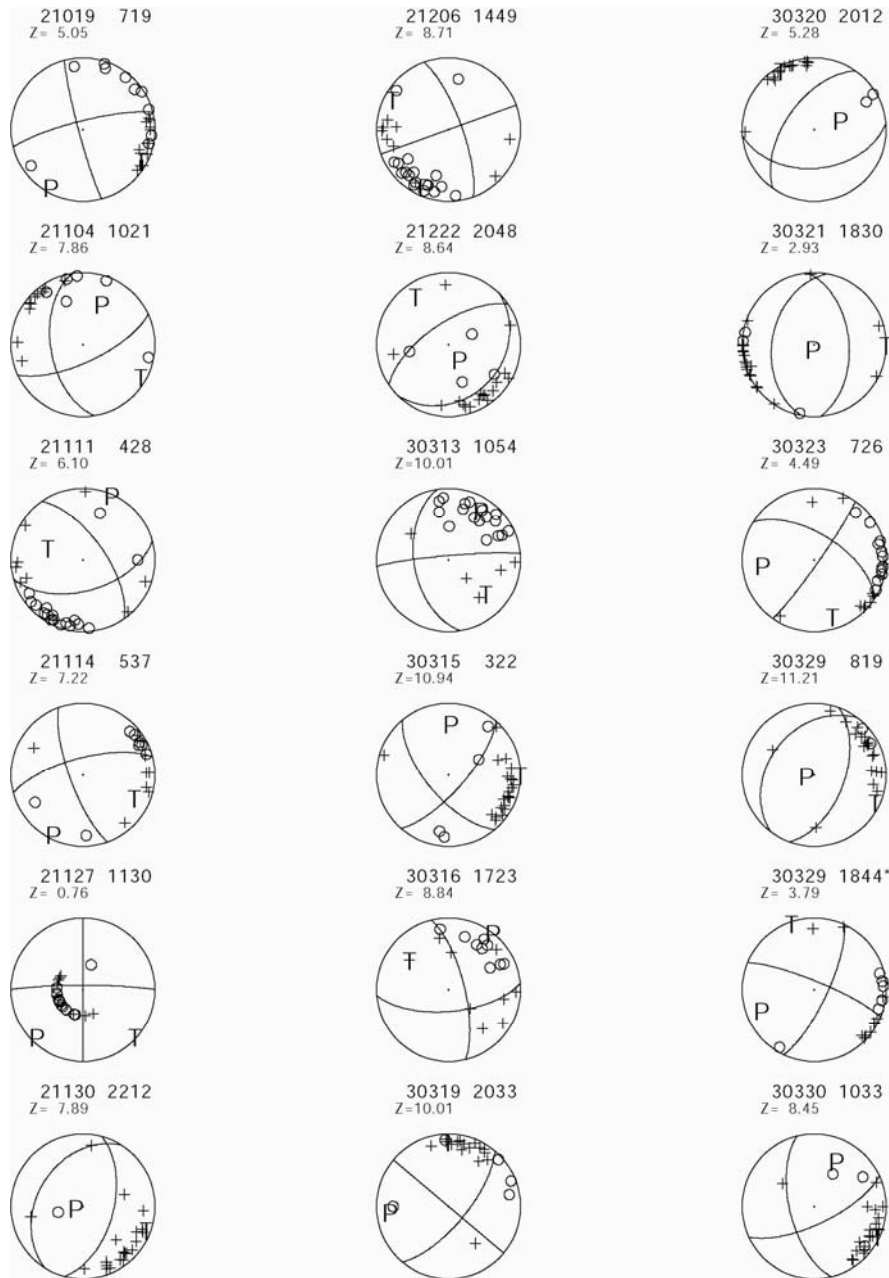 21019 719 21206 1449 30320 2012
Z= 5.05 Z= 8.71 Z= 5.28
P T T P P
21104 1021 21222 2048 30321 1830
Z= 7.86 Z= 8.64 Z= 2.93
P T T P P T
21111 428 30313 1054 30323 726
Z= 6.10 Z=10.01 Z= 4.49
P T P T P T
21114 537 30315 322 30329 819
Z= 7.22 Z=10.94 Z=11.21
T P P T P T
21127 1130 30316 1723 30329 1844*
Z= 0.76 Z= 8.84 Z= 3.79
P T P T T P
21130 2212 30319 2033 30330 1033
Z= 7.89 Z=10.01 Z= 8.45
P T T P P T